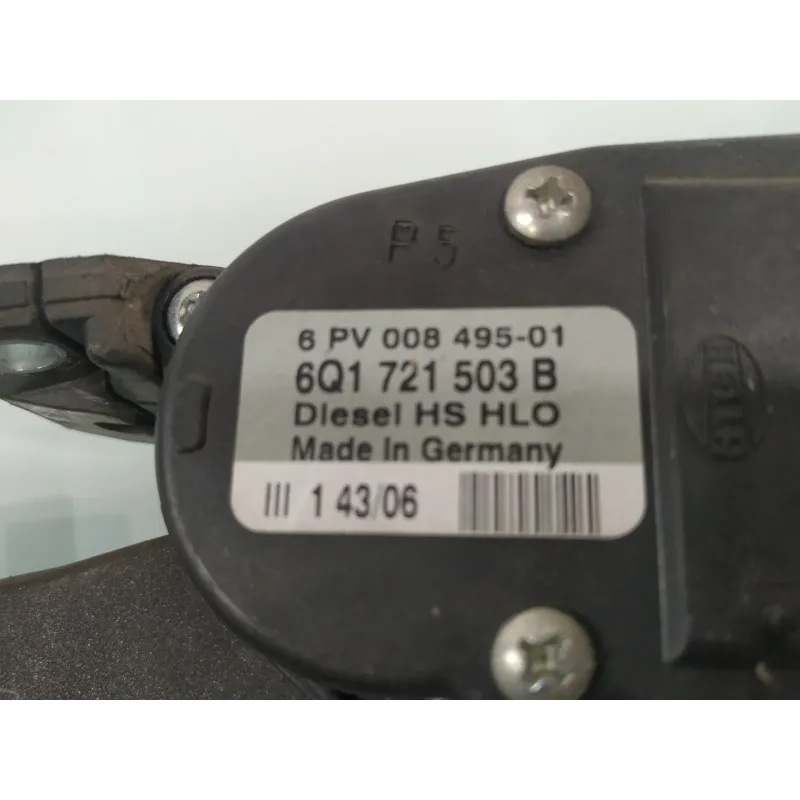 P5
6 PV 008 495-01
6Q1 721 503 B
Diesel HS HLO
Made In Germany
III 1 43/06
HELLA